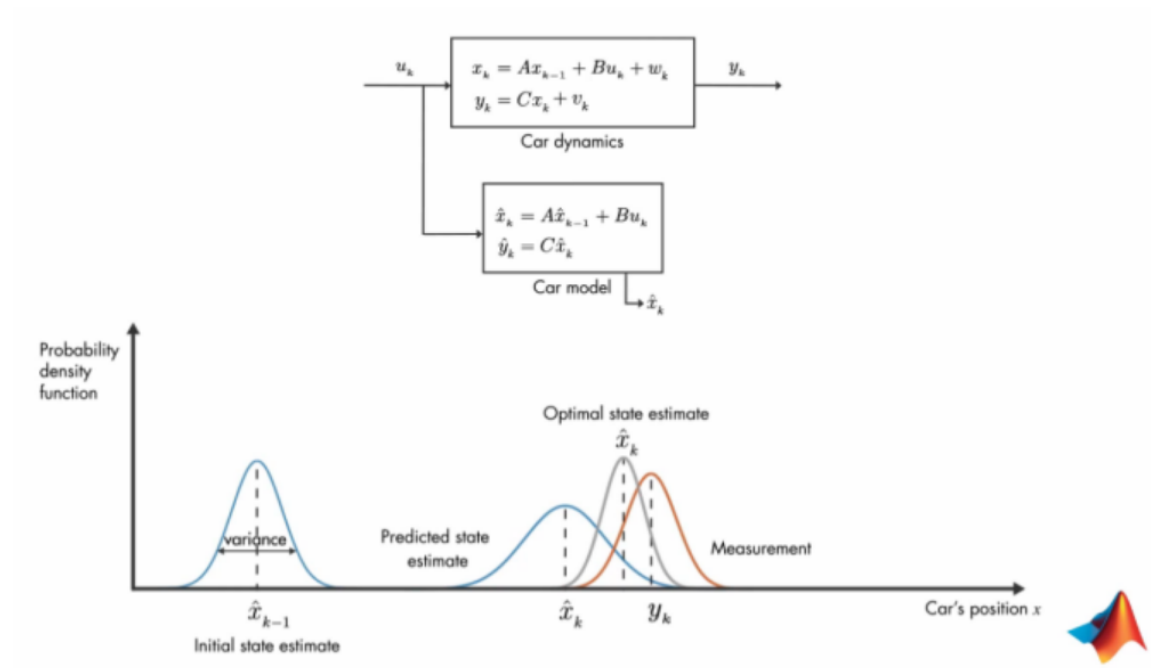 uₖ
xₖ = Axₖ₋₁ + Buₖ + wₖ
yₖ = Cxₖ + vₖ
yₖ
Car dynamics
x̂ₖ = Ax̂ₖ₋₁ + Buₖ
ŷₖ = Cx̂ₖ
Car model
x̂ₖ
Probability
density
function
Optimal state estimate
x̂ₖ
variance
Predicted state
estimate
Measurement
x̂ₖ₋₁
x̂ₖ
yₖ
Car's position x
Initial state estimate